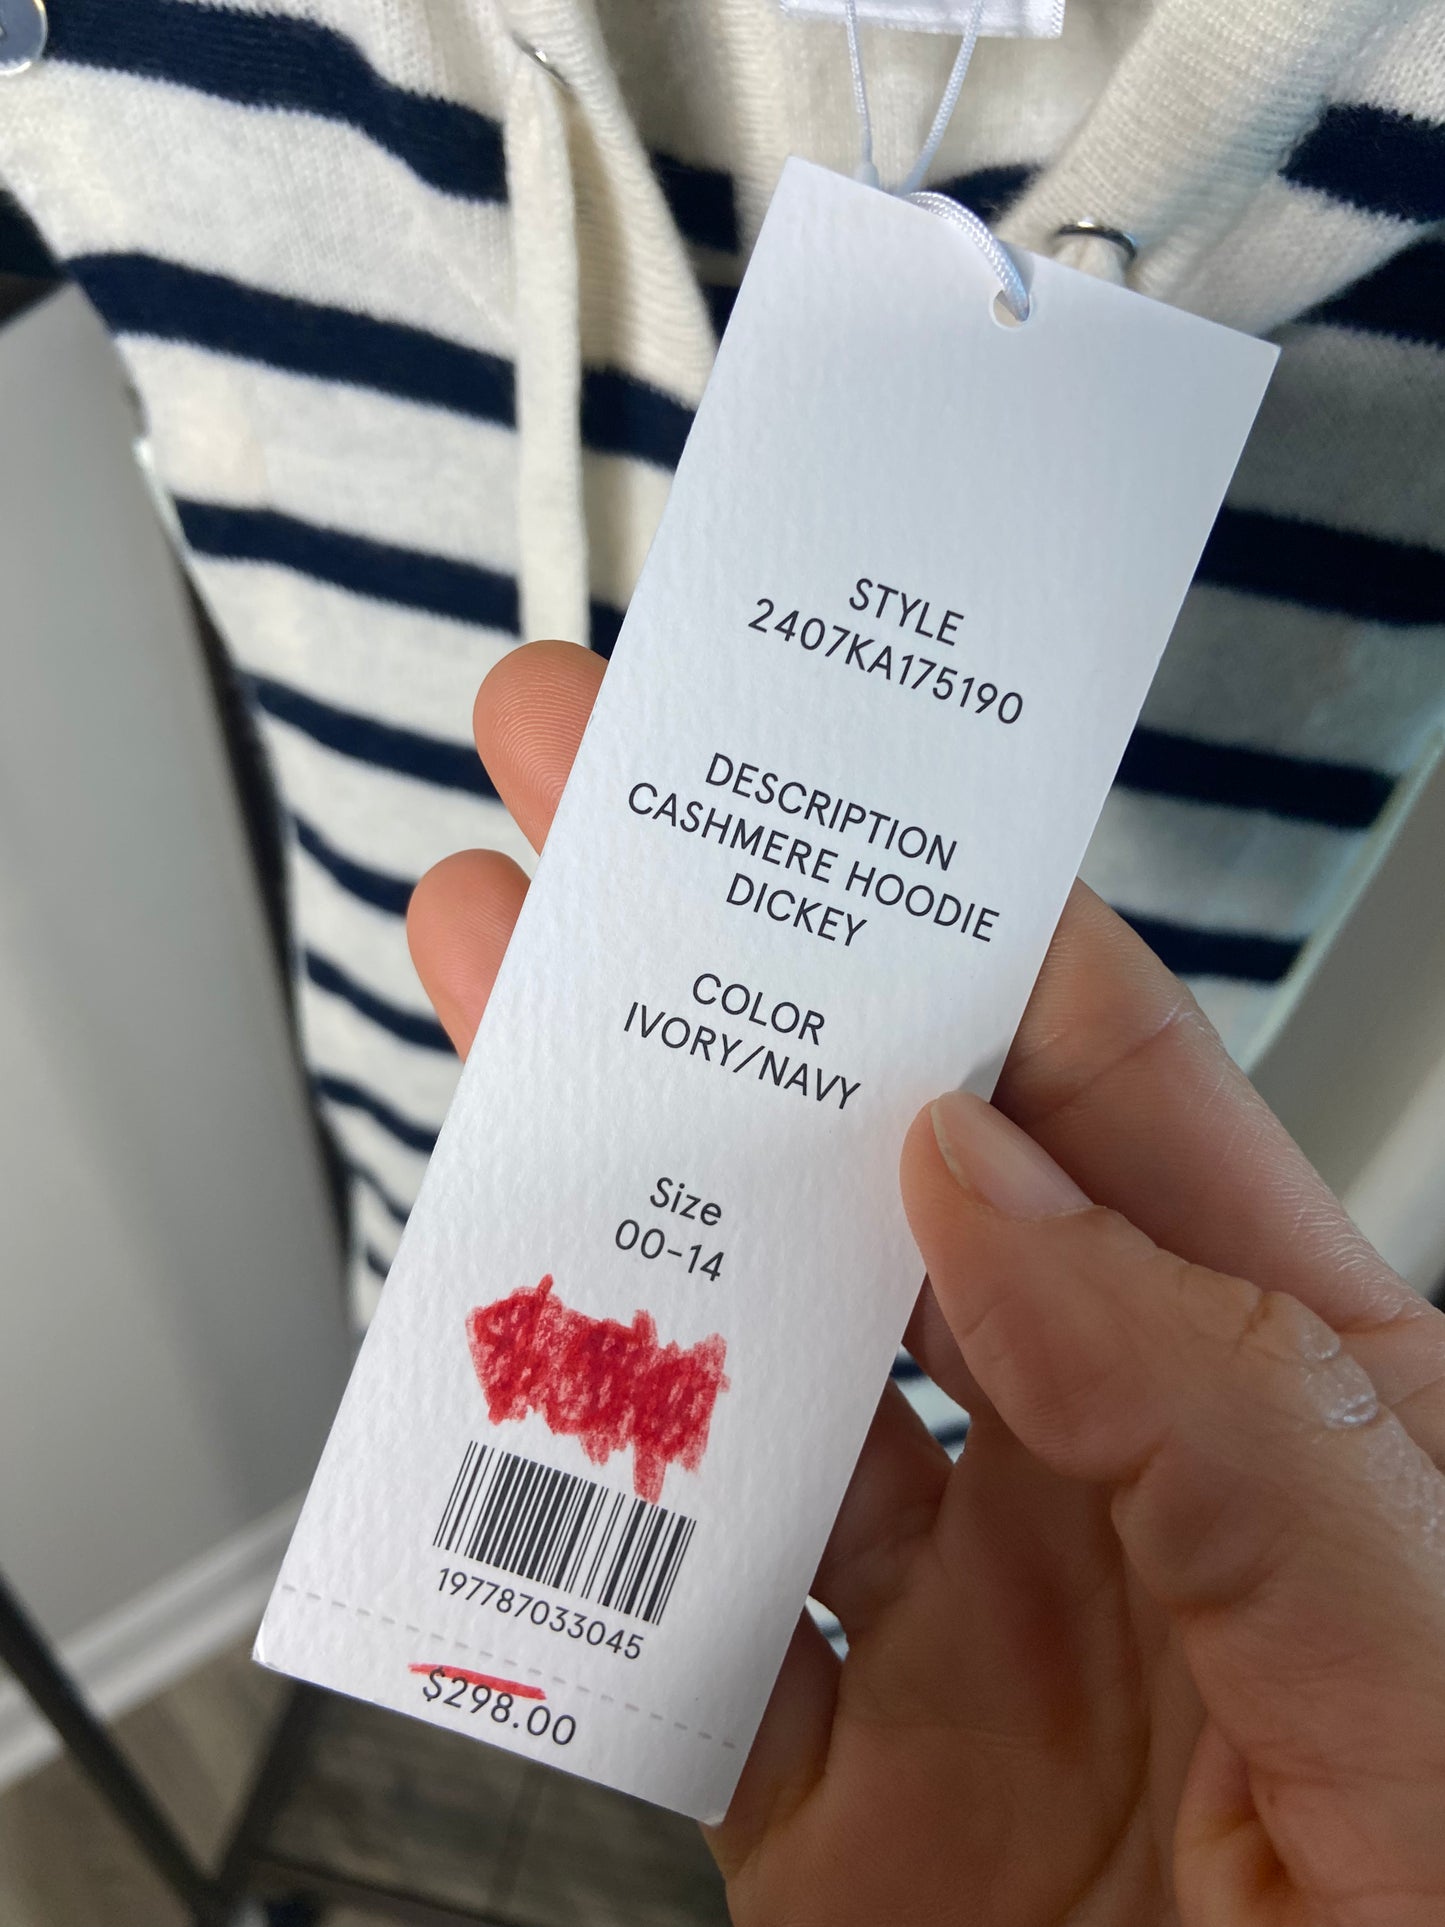 STYLE
2407KA175190
DESCRIPTION
CASHMERE HOODIE
DICKEY
COLOR
IVORY/NAVY
Size
00-14
197787033045
$298.00